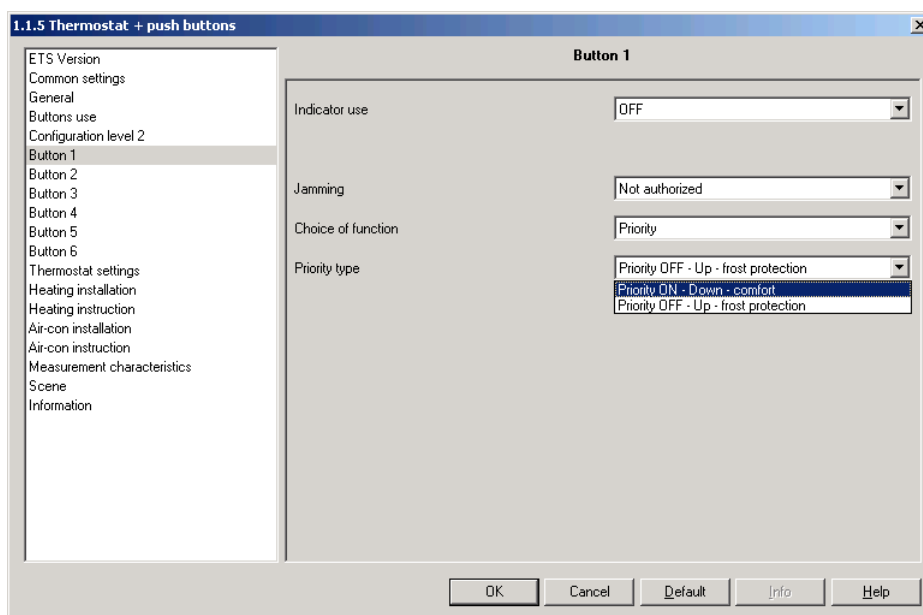 1.1.5 Thermostat + push buttons
ETS Version
Common settings
General
Buttons use
Configuration level 2
Button 1
Button 2
Button 3
Button 4
Button 5
Button 6
Thermostat settings
Heating installation
Heating instruction
Air-con installation
Air-con instruction
Measurement characteristics
Scene
Information
Button 1
Indicator use OFF
Jamming Not authorized
Choice of function Priority
Priority type Priority OFF - Up - frost protection
Priority ON - Down - comfort
Priority OFF - Up - frost protection
OK Cancel Default Info Help